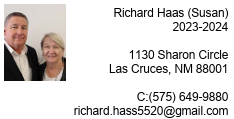 Richard Haas (Susan)
2023-2024
1130 Sharon Circle
Las Cruces, NM 88001
C:(575) 649-9880
richard.hass5520@gmail.com